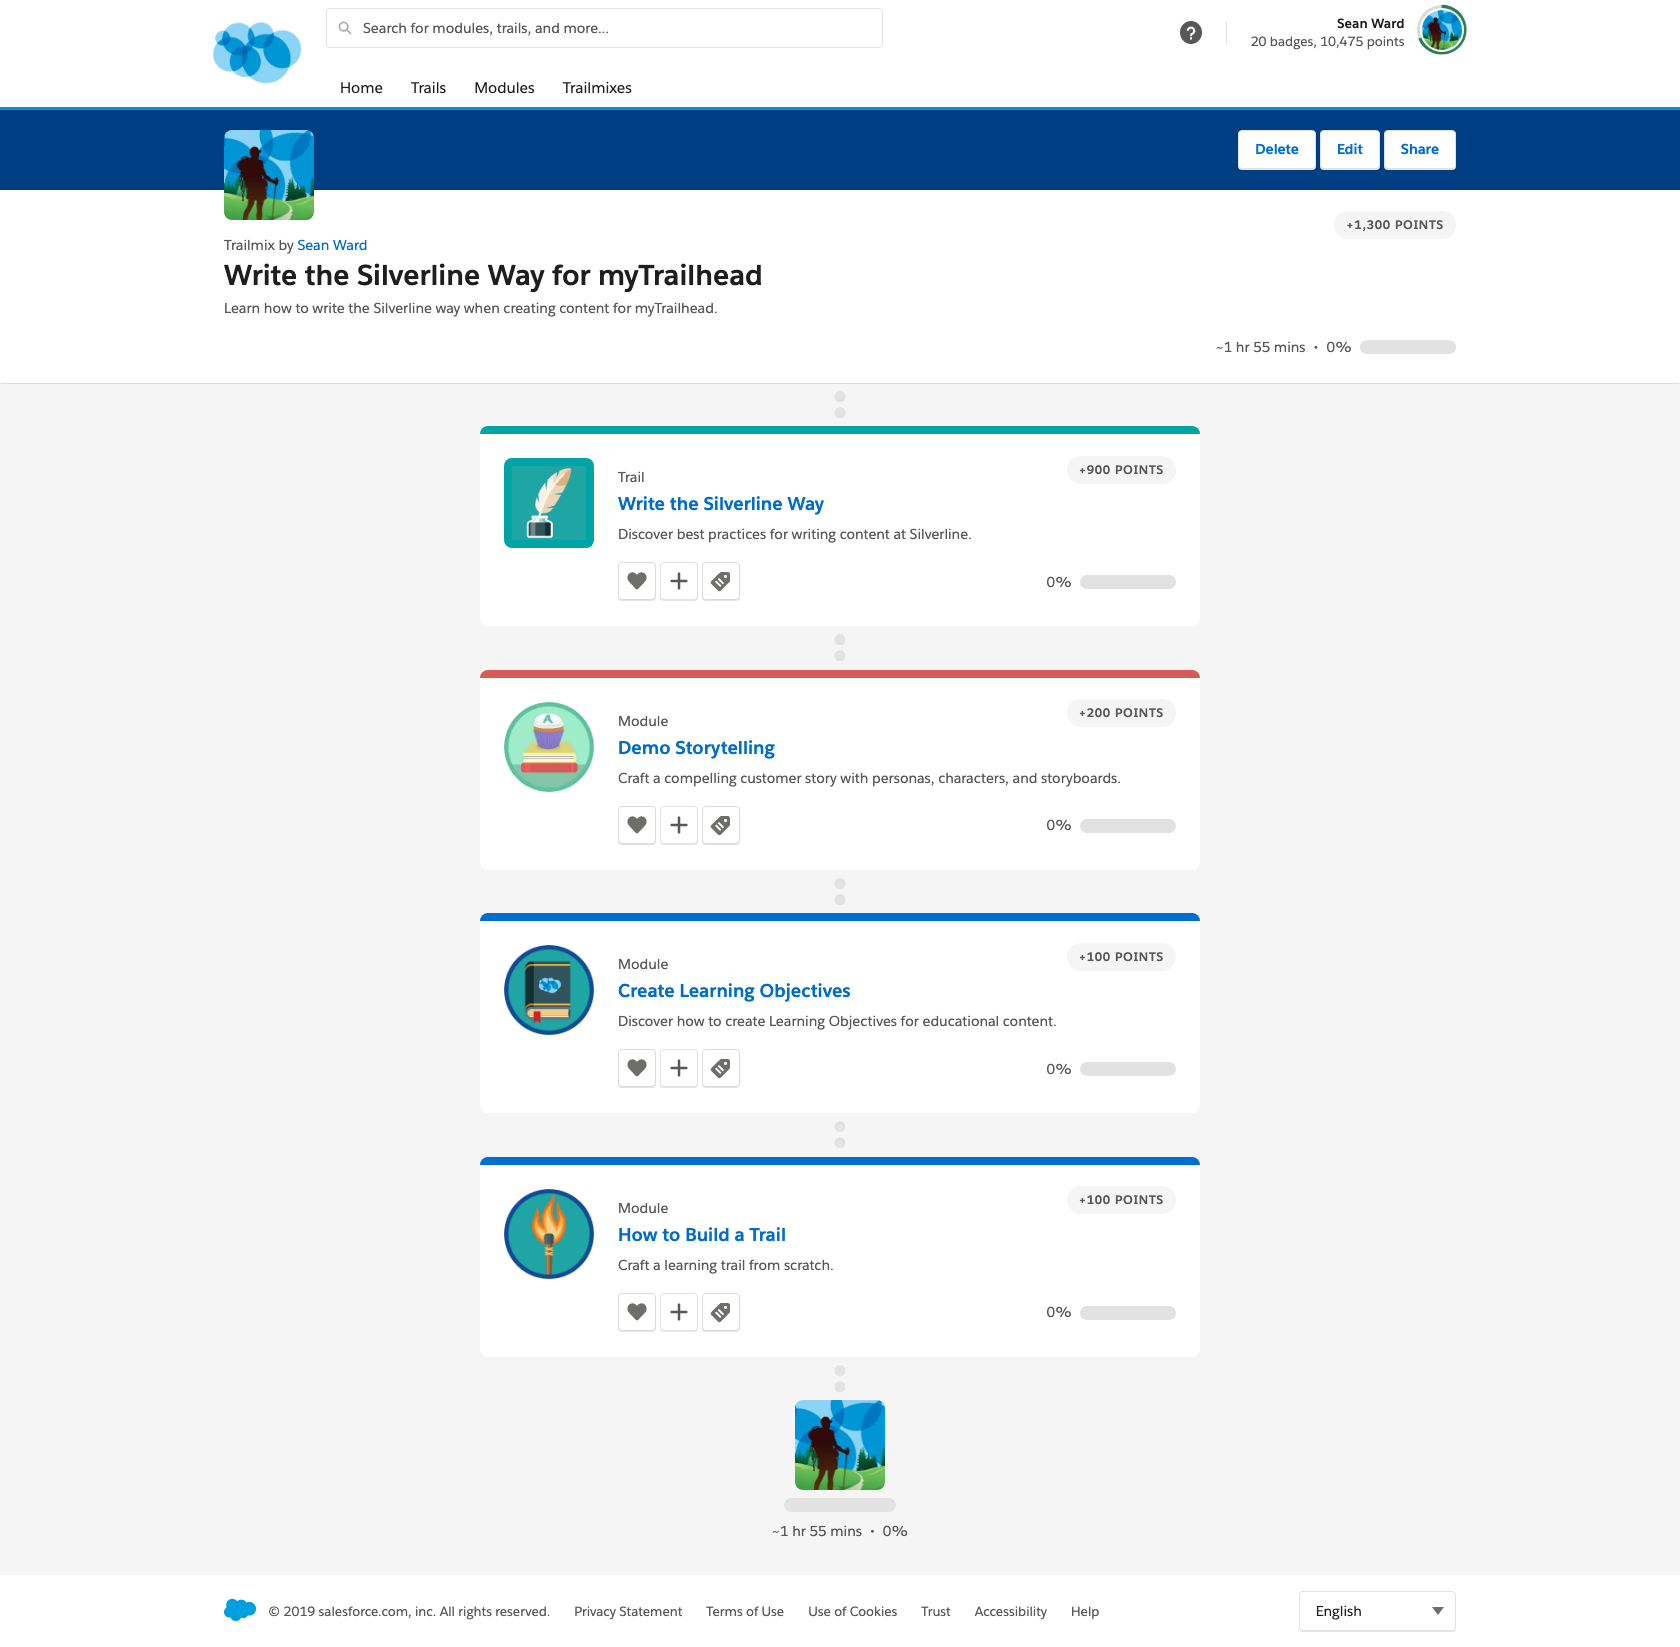 Search for modules, trails, and more...
?
Sean Ward
20 badges, 10,475 points
Home Trails Modules Trailmixes
Delete Edit Share
+1,300 POINTS
Trailmix by Sean Ward
Write the Silverline Way for myTrailhead
Learn how to write the Silverline way when creating content for myTrailhead.
~1 hr 55 mins • 0%
+900 POINTS
Trail
Write the Silverline Way
Discover best practices for writing content at Silverline.
0%
+200 POINTS
Module
Demo Storytelling
Craft a compelling customer story with personas, characters, and storyboards.
0%
+100 POINTS
Module
Create Learning Objectives
Discover how to create Learning Objectives for educational content.
0%
+100 POINTS
Module
How to Build a Trail
Craft a learning trail from scratch.
0%
~1 hr 55 mins • 0%
© 2019 salesforce.com, inc. All rights reserved. Privacy Statement Terms of Use Use of Cookies Trust Accessibility Help
English